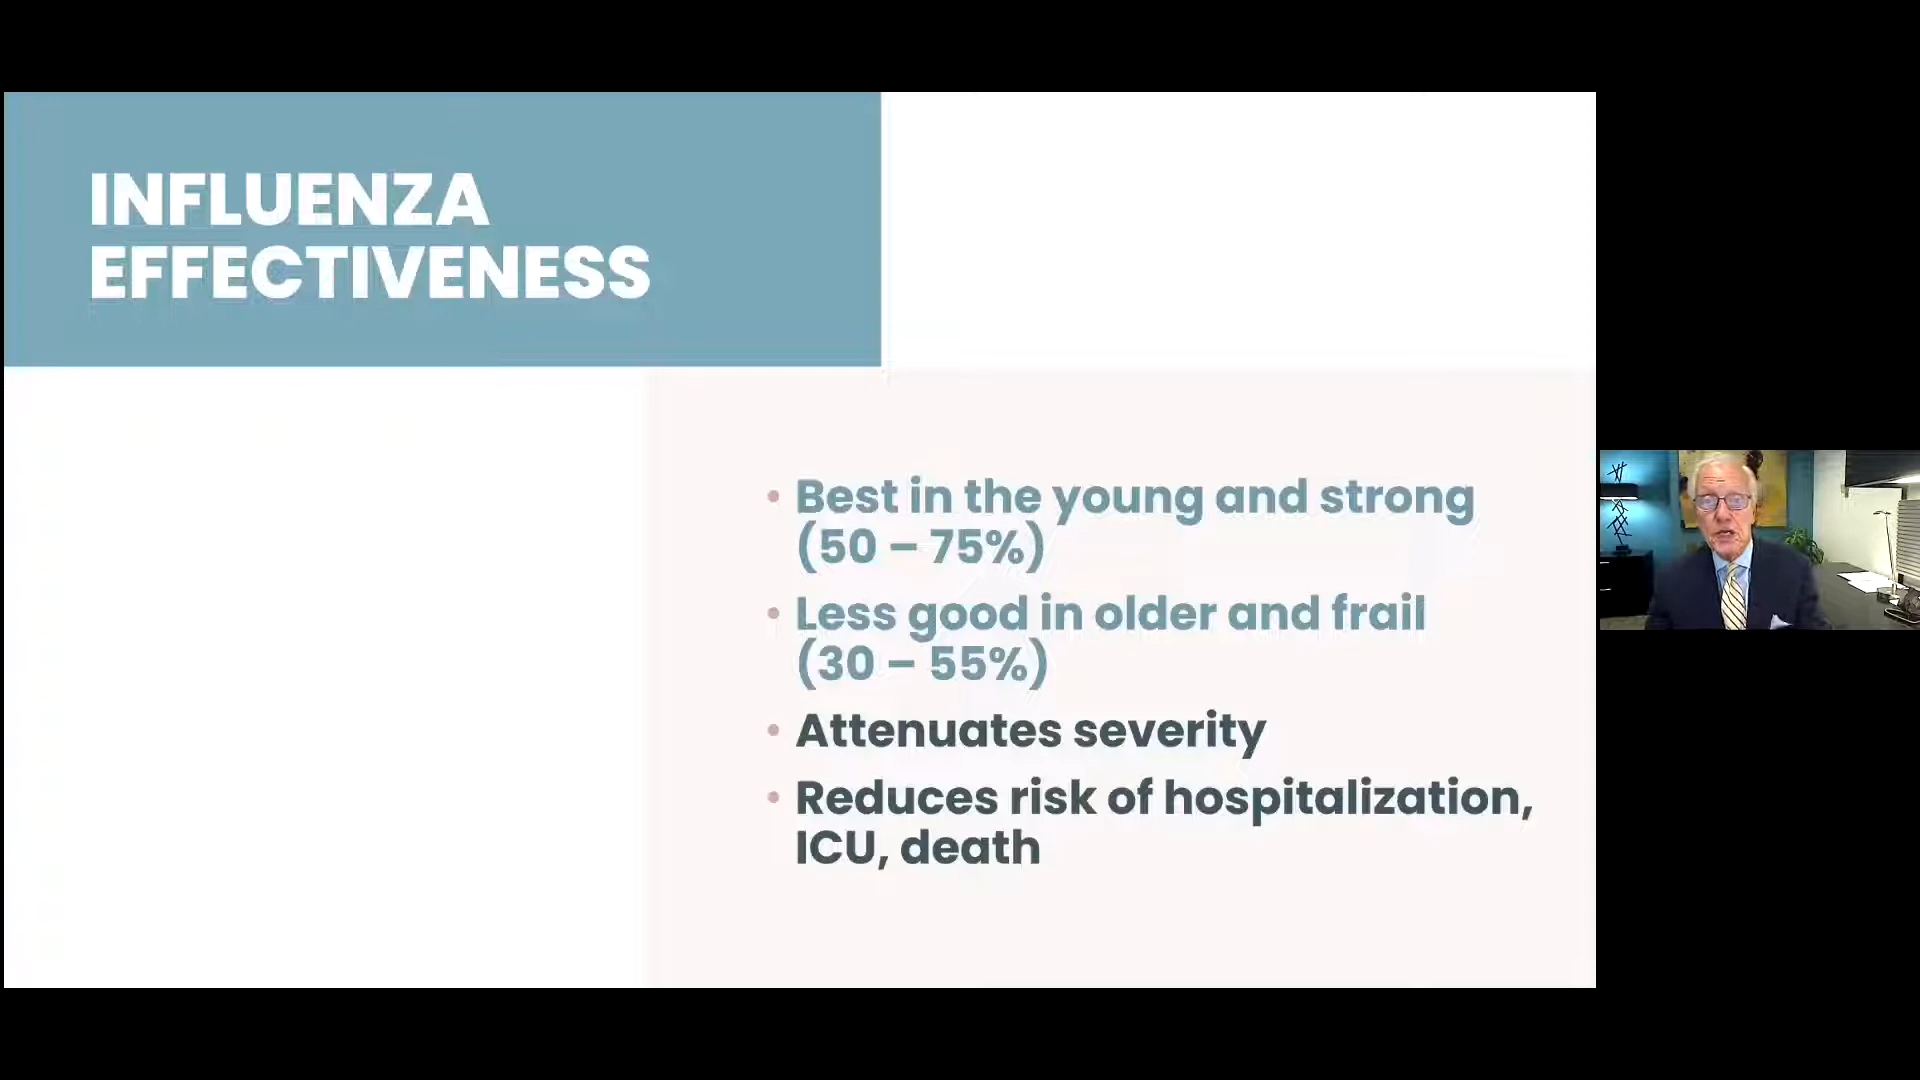 INFLUENZA
EFFECTIVENESS
• Best in the young and strong
(50 – 75%)
• Less good in older and frail
(30 – 55%)
• Attenuates severity
• Reduces risk of hospitalization,
ICU, death